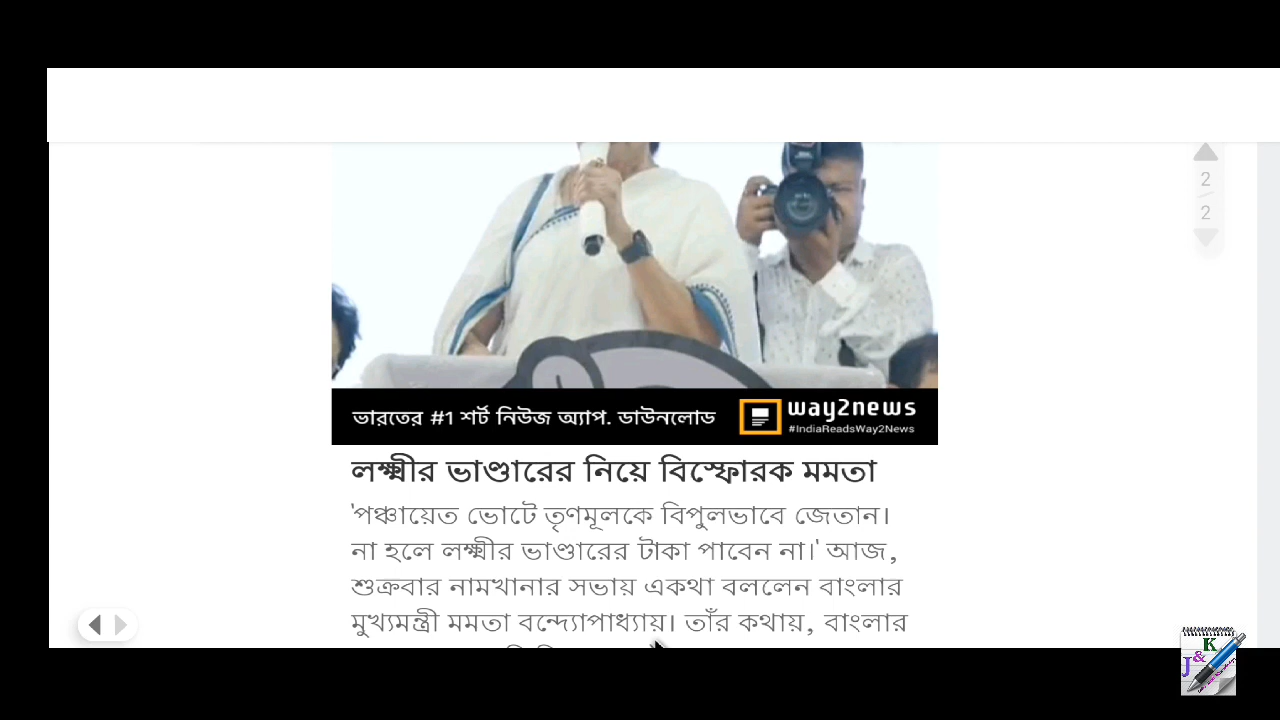 2
2
ভারতের #1 শর্ট নিউজ অ্যাপ. ডাউনলোড
way2news
#IndiaReadsWay2News
লক্ষ্মীর ভাণ্ডারের নিয়ে বিস্ফোরক মমতা
'পঞ্চায়েত ভোটে তৃণমূলকে বিপুলভাবে জেতান।
না হলে লক্ষ্মীর ভাণ্ডারের টাকা পাবেন না।' আজ,
শুক্রবার নামখানার সভায় একথা বললেন বাংলার
মুখ্যমন্ত্রী মমতা বন্দ্যোপাধ্যায়। তাঁর কথায়, বাংলার
J&K